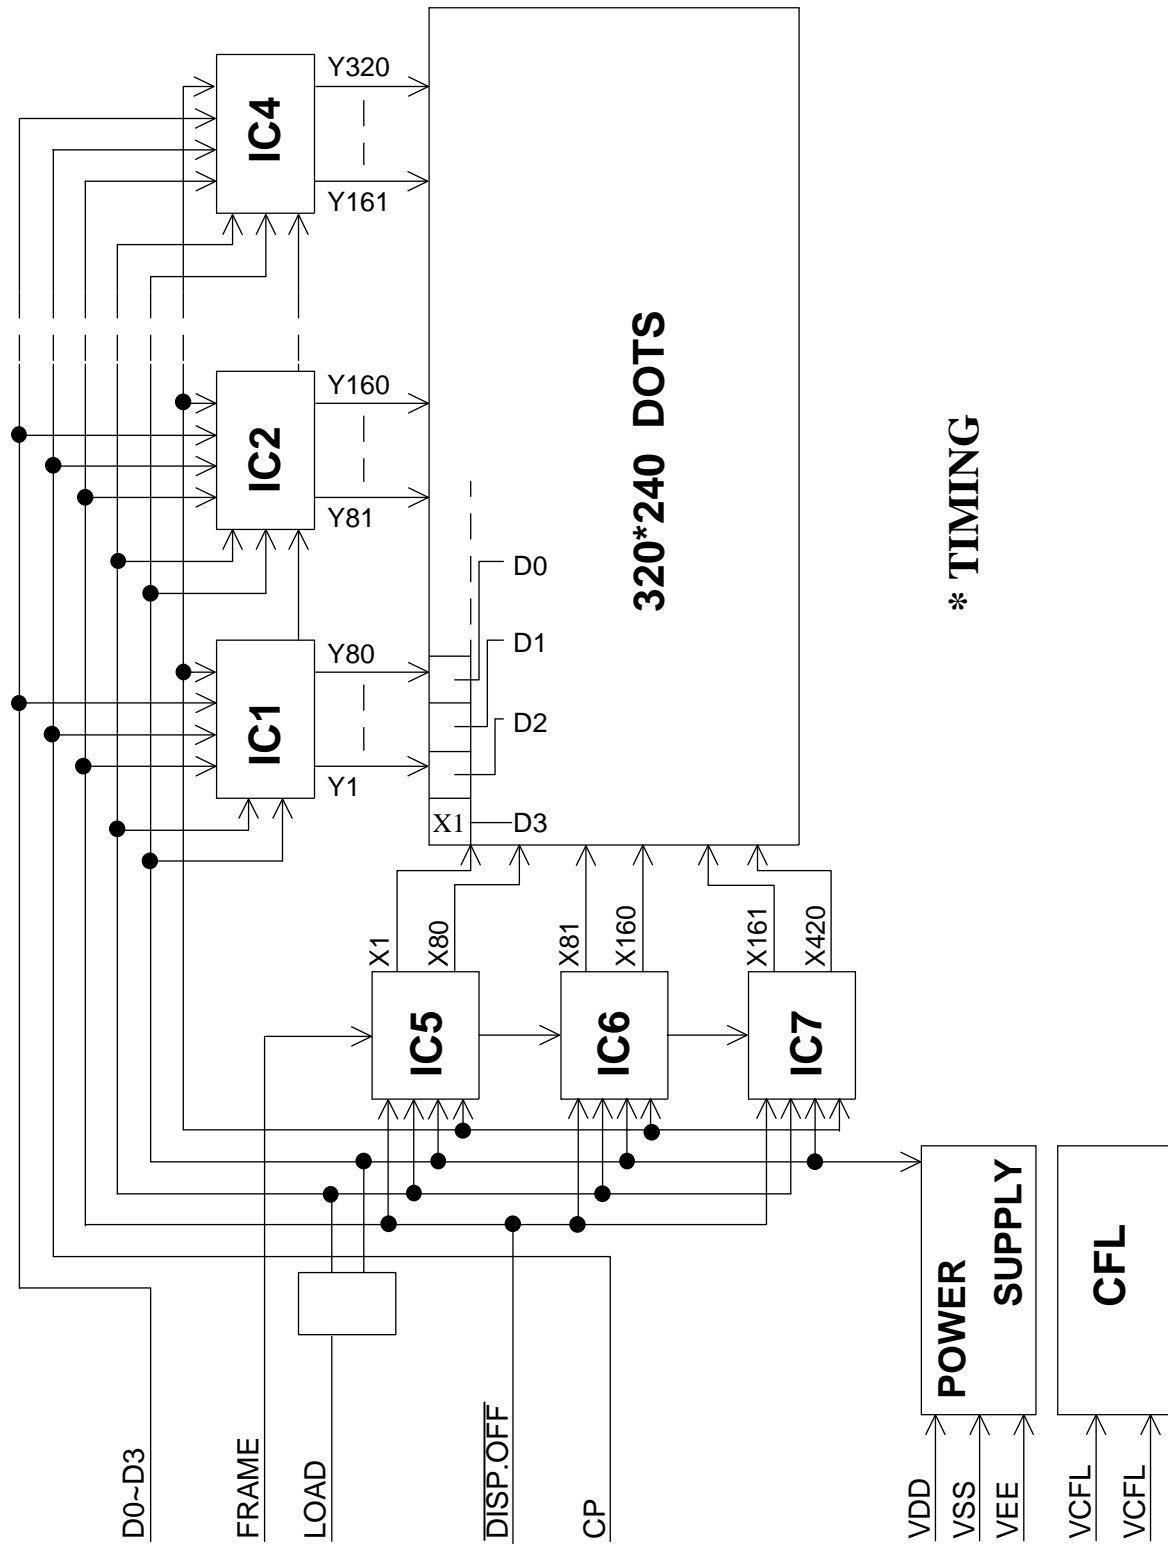 Y320
IC4
Y161
Y160
IC2
Y81
Y80
IC1
Y1
D0
D1
D2
X1
D3
320*240 DOTS
* TIMING
X1
X80
X81
X160
X161
X420
IC5
IC6
IC7
POWER
SUPPLY
CFL
D0~D3
FRAME
LOAD
DISP.OFF
CP
VDD
VSS
VEE
VCFL
VCFL